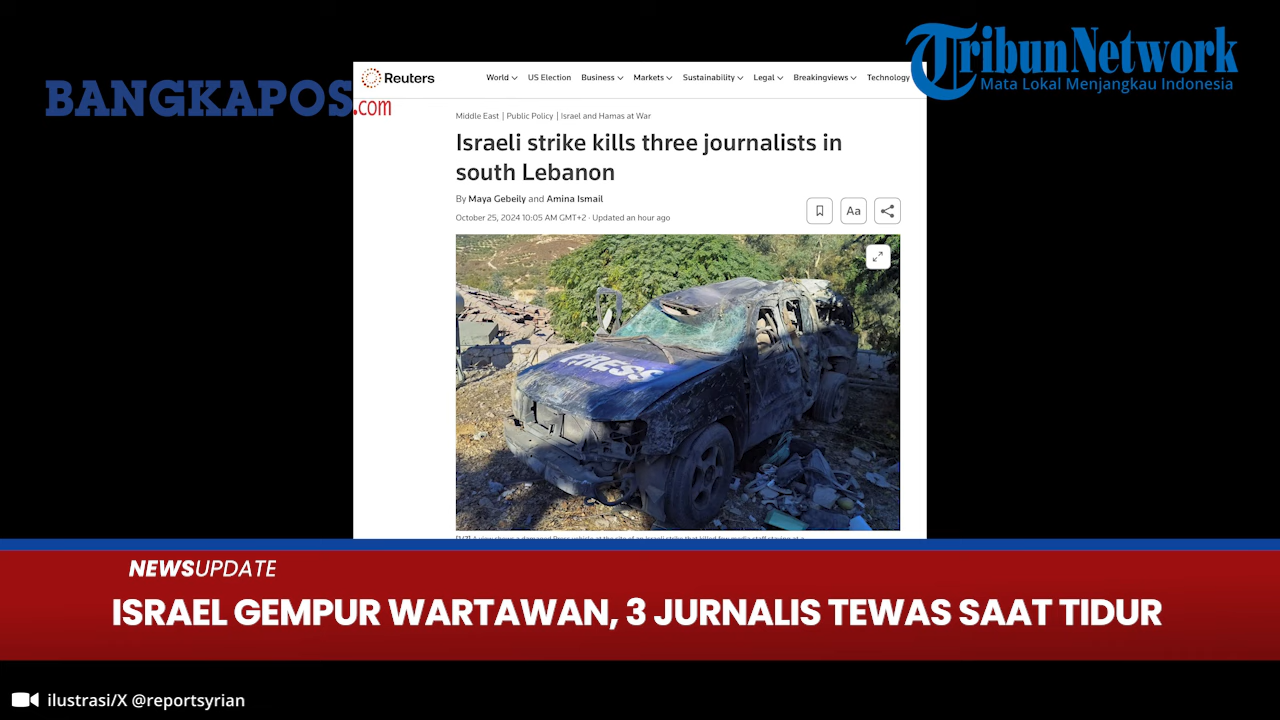 BANGKAPOS.com
TribunNetwork
Mata Lokal Menjangkau Indonesia
Reuters
World US Election Business Markets Sustainability Legal Breakingviews Technology
Middle East | Public Policy | Israel and Hamas at War
Israeli strike kills three journalists in
south Lebanon
By Maya Gebeily and Amina Ismail
October 25, 2024 10:05 AM GMT+2 · Updated an hour ago
Aa
PRESS
NEWSUPDATE
ISRAEL GEMPUR WARTAWAN, 3 JURNALIS TEWAS SAAT TIDUR
ilustrasi/X @reportsyrian